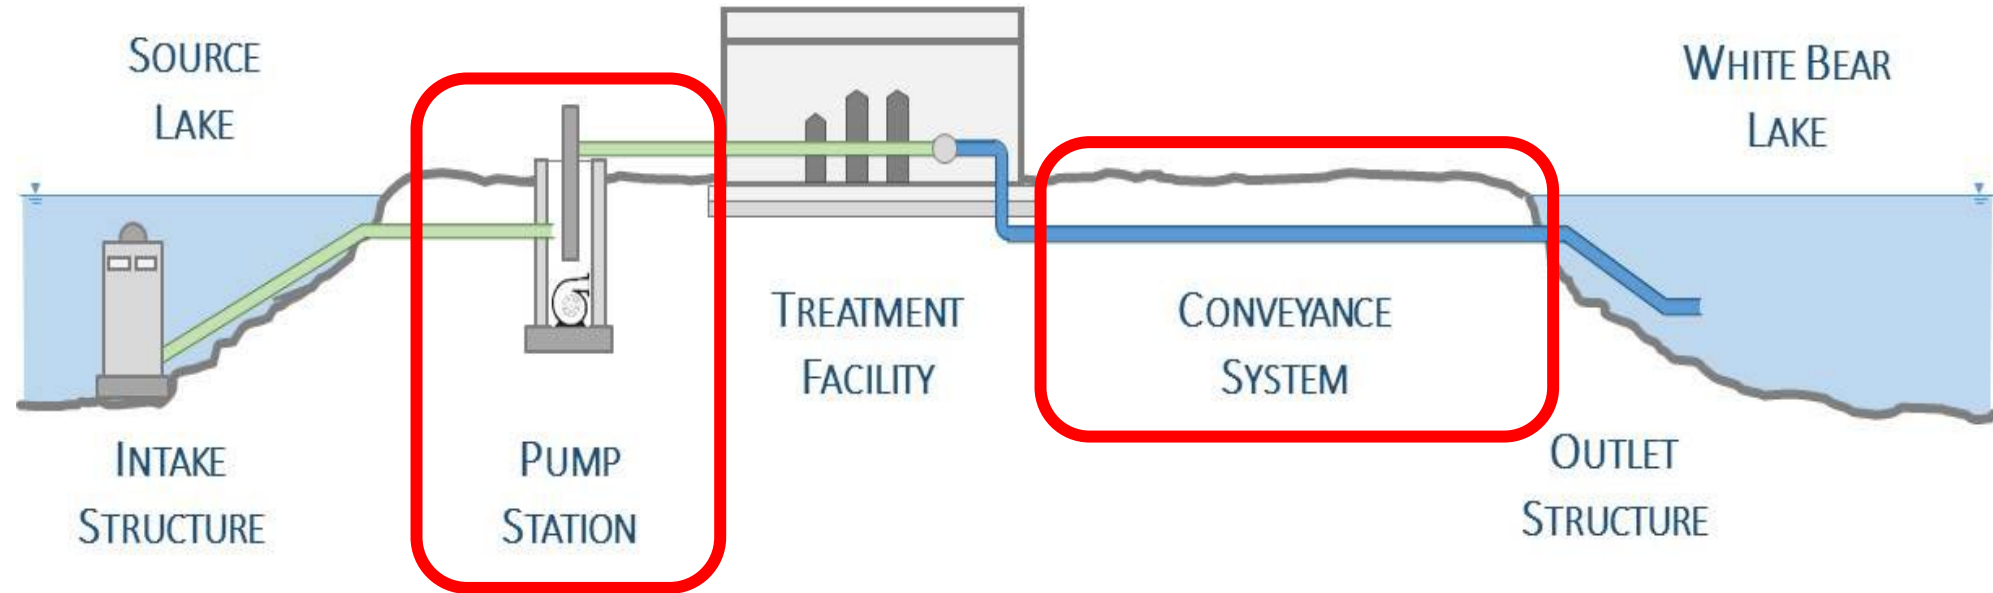 SOURCE
LAKE
WHITE BEAR
LAKE
INTAKE
STRUCTURE
PUMP
STATION
TREATMENT
FACILITY
CONVEYANCE
SYSTEM
OUTLET
STRUCTURE